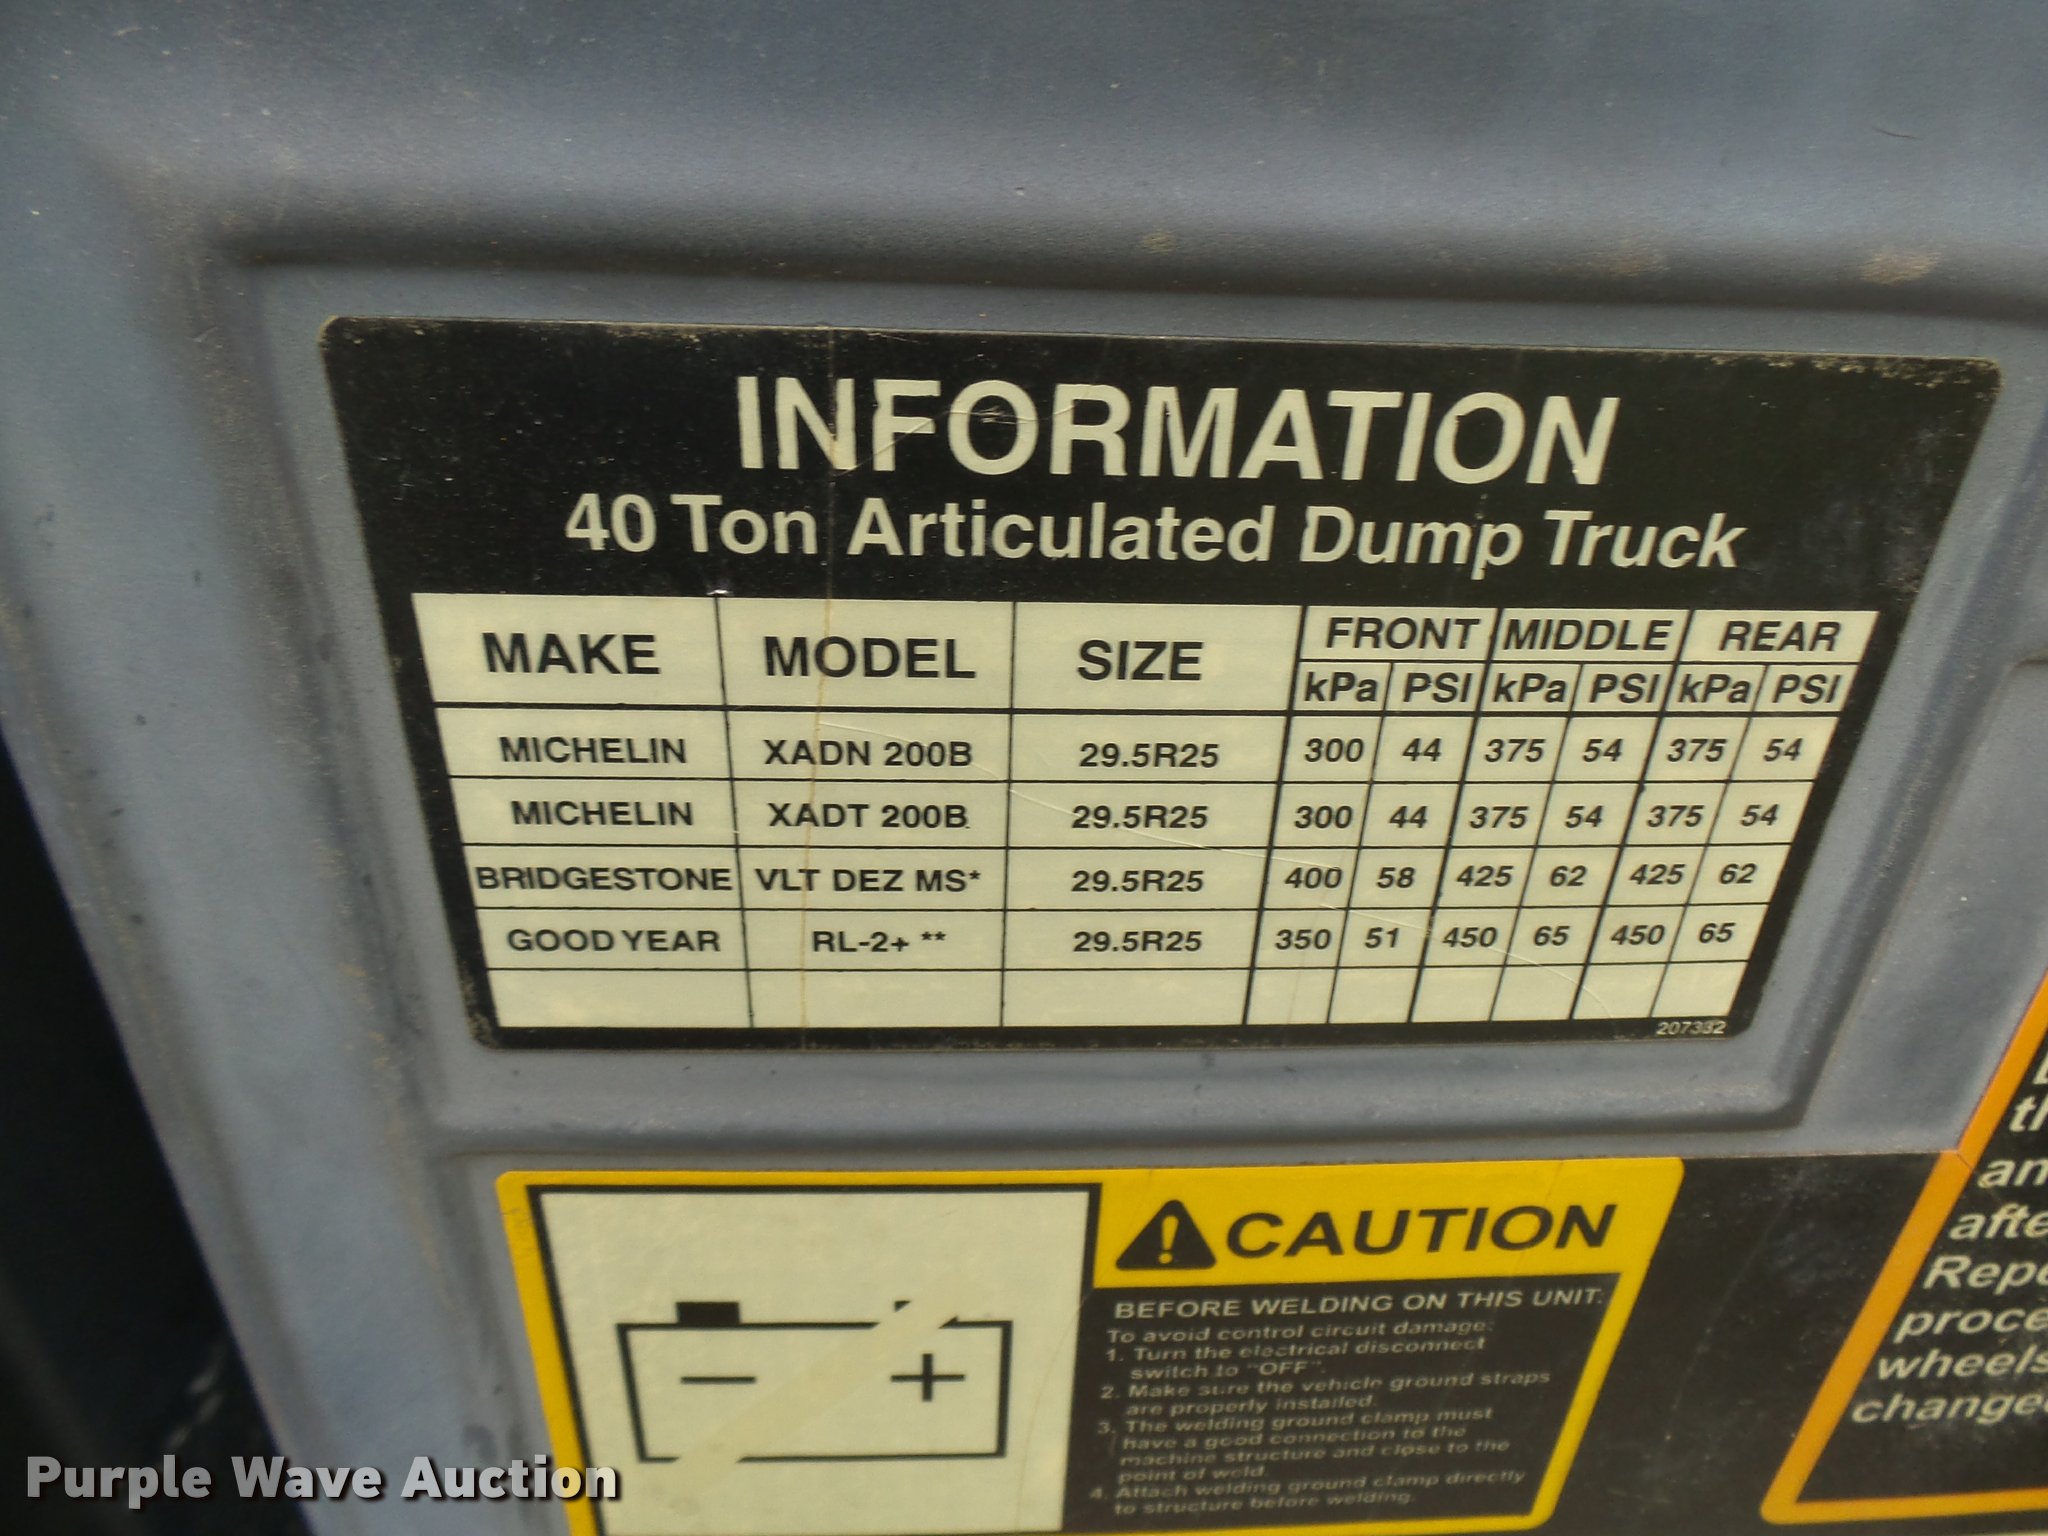 INFORMATION
40 Ton Articulated Dump Truck
MAKE MODEL SIZE FRONT MIDDLE REAR
kPa PSI kPa PSI kPa PSI
MICHELIN XADN 200B 29.5R25 300 44 375 54 375 54
MICHELIN XADT 200B 29.5R25 300 44 375 54 375 54
BRIDGESTONE VLT DEZ MS* 29.5R25 400 58 425 62 425 62
GOOD YEAR RL-2+ ** 29.5R25 350 51 450 65 450 65
207332
CAUTION
BEFORE WELDING ON THIS UNIT:
To avoid control circuit damage:
1. Turn the electrical disconnect
switch to "OFF".
2. Make sure the vehicle ground straps
are properly installed.
3. The welding ground clamp must
have a good connection to the
machine structure and close to the
point of weld.
4. Attach welding ground clamp directly
to structure before welding.
- +
after
proce
wheels
change
Purple Wave Auction